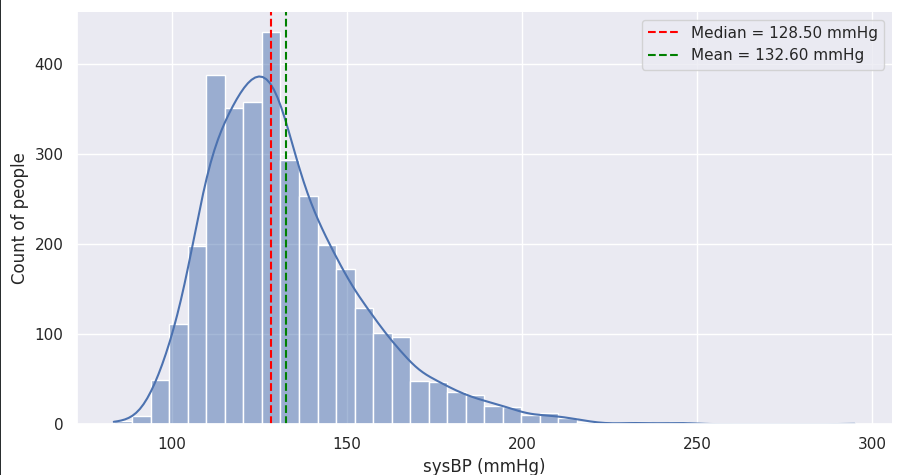 Median = 128.50 mmHg
Mean = 132.60 mmHg
400
300
200
100
0
Count of people
100
150
200
250
300
sysBP (mmHg)